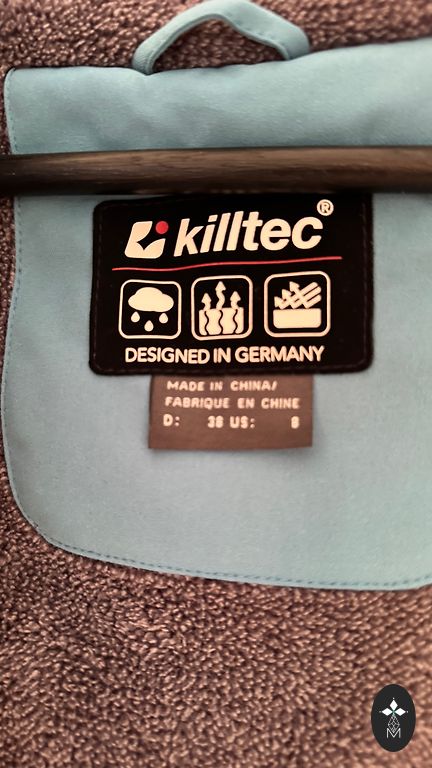 killtec®
DESIGNED IN GERMANY
MADE IN CHINA/
FABRIQUE EN CHINE
D: 38 US: 8
M